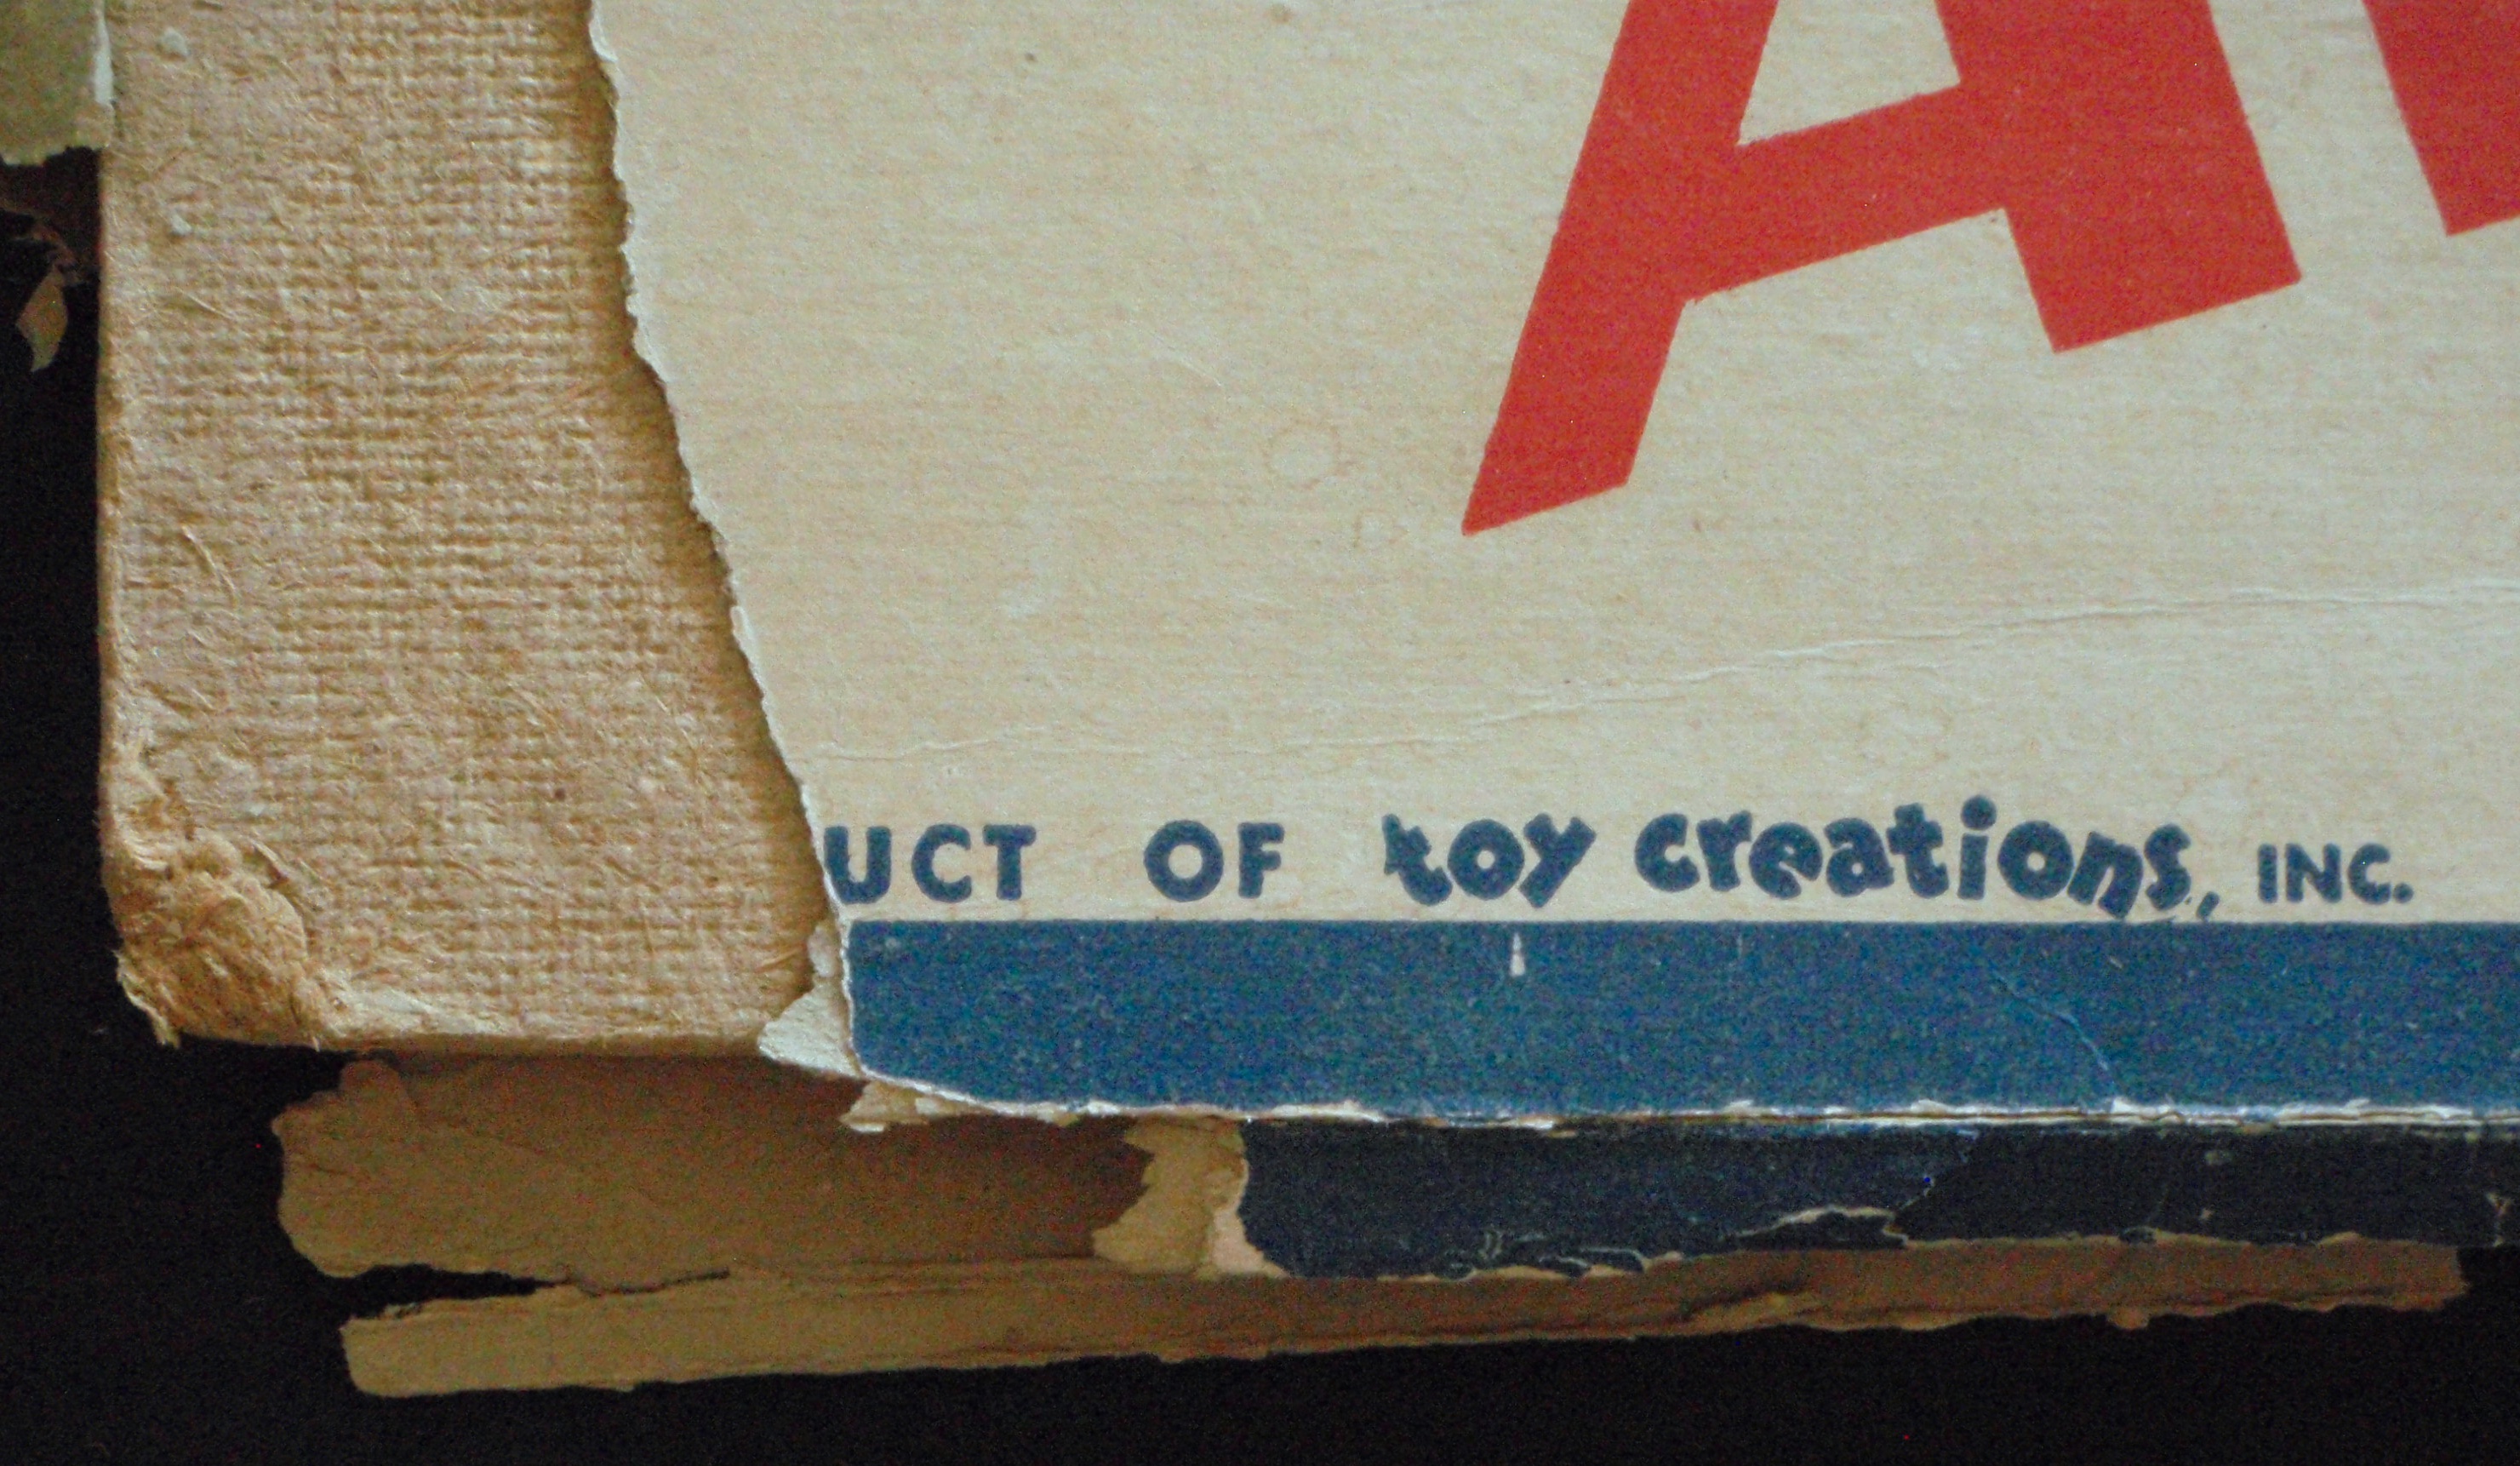 A
UCT OF toy creations, INC.